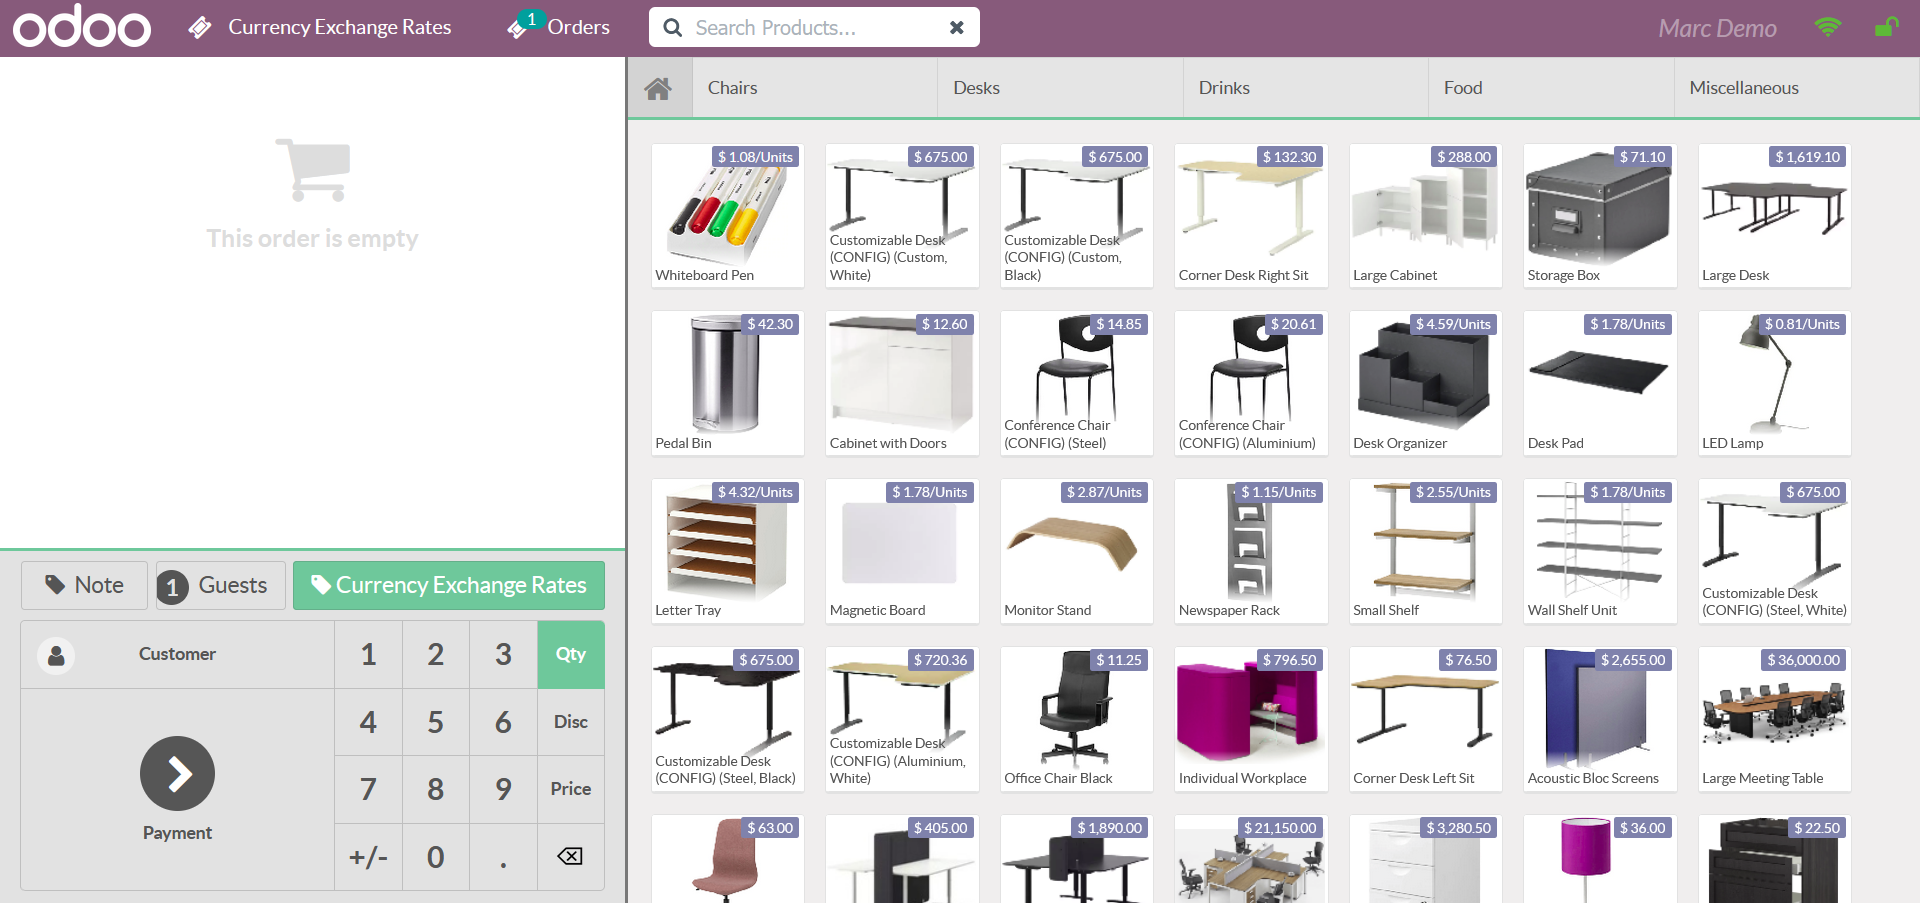 odoo
Currency Exchange Rates
1
Orders
Search Products...
Marc Demo
This order is empty
Note
1
Guests
Currency Exchange Rates
Customer
1
2
3
Qty
4
5
6
Disc
7
8
9
Price
Payment
+/-
0
.
Chairs
Desks
Drinks
Food
Miscellaneous
$ 1.08/Units
Whiteboard Pen
$ 675.00
Customizable Desk
(CONFIG) (Custom,
White)
$ 675.00
Customizable Desk
(CONFIG) (Custom,
Black)
$ 132.30
Corner Desk Right Sit
$ 288.00
Large Cabinet
$ 71.10
Storage Box
$ 1,619.10
Large Desk
$ 42.30
Pedal Bin
$ 12.60
Cabinet with Doors
$ 14.85
Conference Chair
(CONFIG) (Steel)
$ 20.61
Conference Chair
(CONFIG) (Aluminium)
$ 4.59/Units
Desk Organizer
$ 1.78/Units
Desk Pad
$ 0.81/Units
LED Lamp
$ 4.32/Units
Letter Tray
$ 1.78/Units
Magnetic Board
$ 2.87/Units
Monitor Stand
$ 1.15/Units
Newspaper Rack
$ 2.55/Units
Small Shelf
$ 1.78/Units
Wall Shelf Unit
$ 675.00
Customizable Desk
(CONFIG) (Steel, White)
$ 675.00
Customizable Desk
(CONFIG) (Steel, Black)
$ 720.36
Customizable Desk
(CONFIG) (Aluminium,
White)
$ 11.25
Office Chair Black
$ 796.50
Individual Workplace
$ 76.50
Corner Desk Left Sit
$ 2,655.00
Acoustic Bloc Screens
$ 36,000.00
Large Meeting Table
$ 63.00
$ 405.00
$ 1,890.00
$ 21,150.00
$ 3,280.50
$ 36.00
$ 22.50